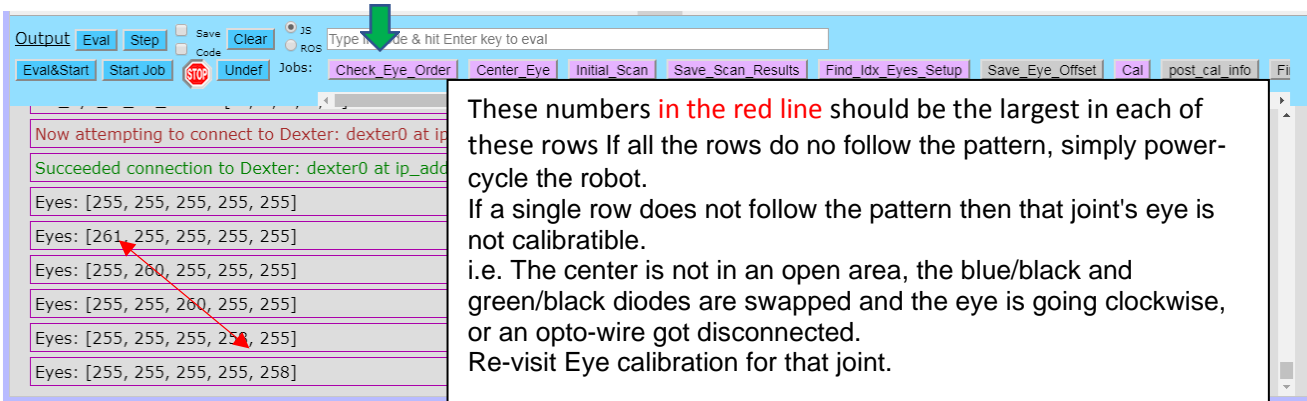 Output Eval Step Save Code Clear JS ROS Type in code & hit Enter key to eval
Eval&Start Start Job STOP Undef Jobs: Check_Eye_Order Center_Eye Initial_Scan Save_Scan_Results Find_Idx_Eyes_Setup Save_Eye_Offset Cal post_cal_info
Now attempting to connect to Dexter: dexter0 at ip
Succeeded connection to Dexter: dexter0 at ip_add
Eyes: [255, 255, 255, 255, 255]
Eyes: [261, 255, 255, 255, 255]
Eyes: [255, 260, 255, 255, 255]
Eyes: [255, 255, 260, 255, 255]
Eyes: [255, 255, 255, 258, 255]
Eyes: [255, 255, 255, 255, 258]
These numbers in the red line should be the largest in each of
these rows If all the rows do no follow the pattern, simply power-
cycle the robot.
If a single row does not follow the pattern then that joint's eye is
not calibratible.
i.e. The center is not in an open area, the blue/black and
green/black diodes are swapped and the eye is going clockwise,
or an opto-wire got disconnected.
Re-visit Eye calibration for that joint.